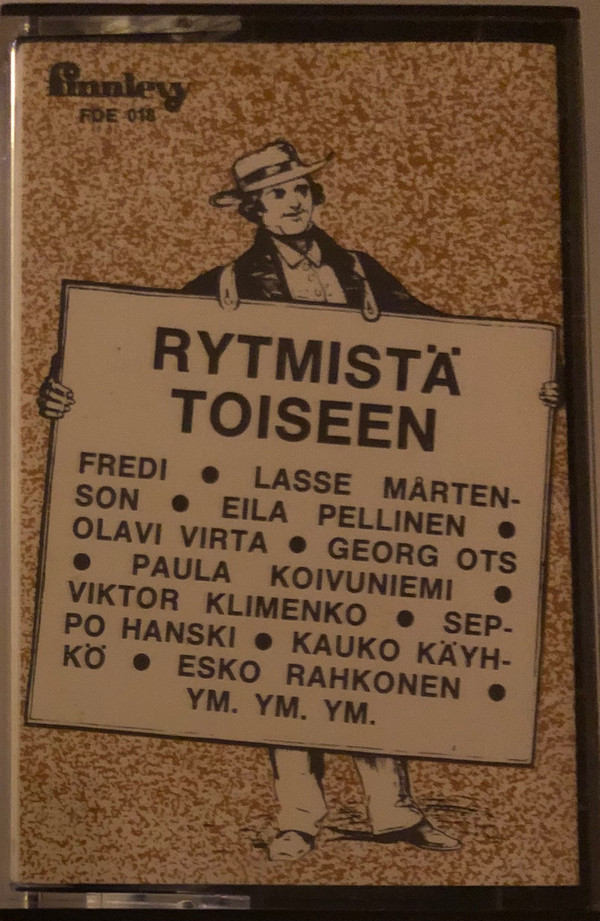 Finnlevy
FDE 018
RYTMISTÄ
TOISEEN
FREDI ● LASSE MÅRTEN-
SON ● EILA PELLINEN ●
OLAVI VIRTA ● GEORG OTS
● PAULA KOIVUNIEMI ●
VIKTOR KLIMENKO ● SEP-
PO HANSKI ● KAUKO KÄYH-
KÖ ● ESKO RAHKONEN ●
YM. YM. YM.